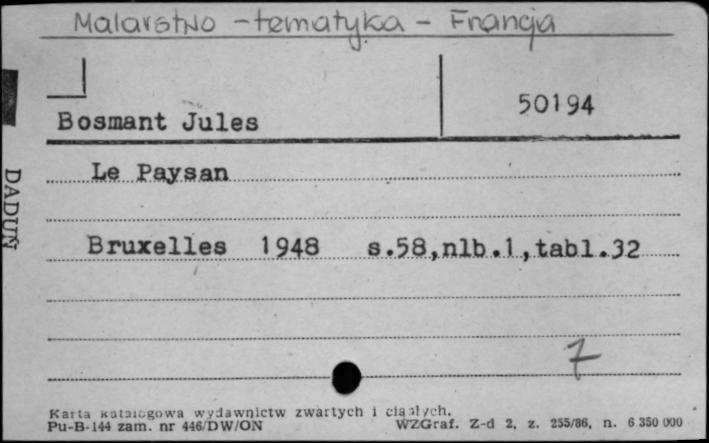 Malarstwo - tematyka - Francja
50194
Bosmant Jules
Le Paysan
Bruxelles 1948 s.58,nlb.1,tabl.32
7
DADUŃ
Karta katalogowa wydawnictw zwartych i ciągłych.
Pu-B-144 zam. nr 446/DW/ON WZGraf. Z-d 2, z. 255/86, n. 6 350 000